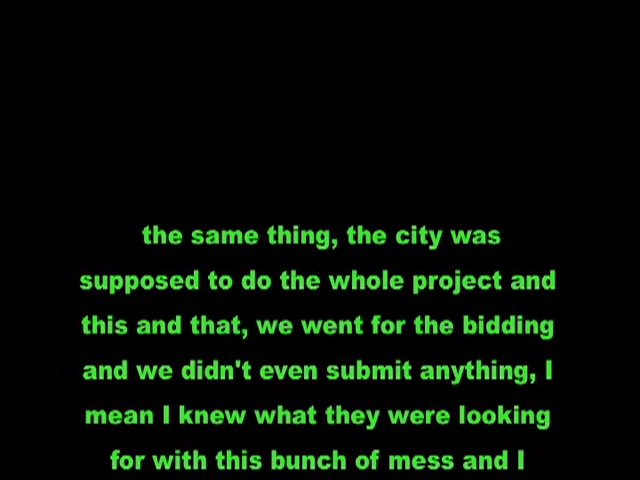 the same thing, the city was
supposed to do the whole project and
this and that, we went for the bidding
and we didn't even submit anything, I
mean I knew what they were looking
for with this bunch of mess and I